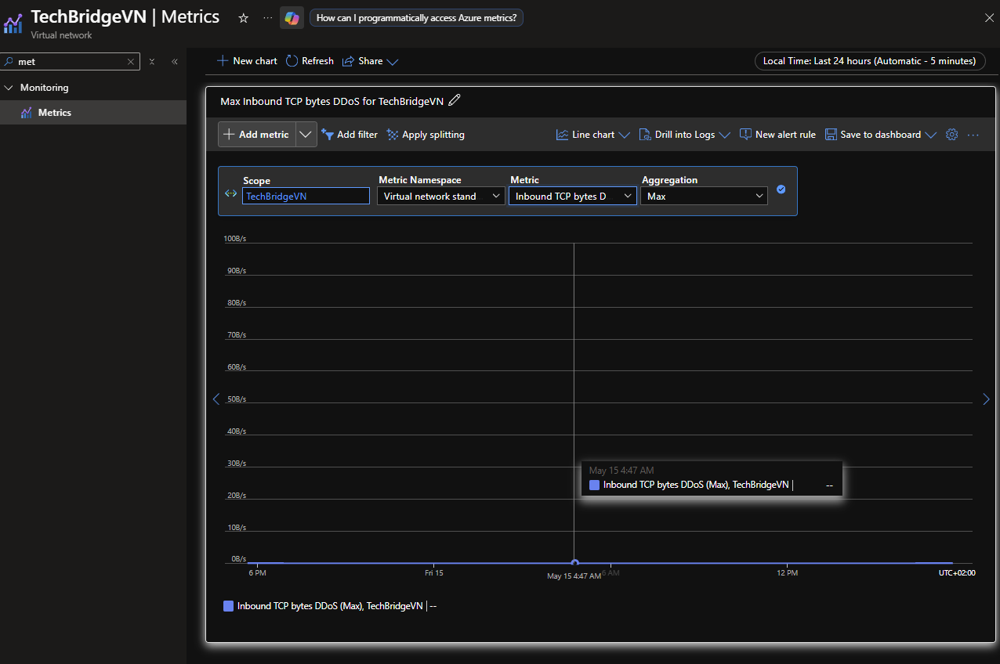 TechBridgeVN | Metrics
How can I programmatically access Azure metrics?
Virtual network
met
Monitoring
Metrics
New chart Refresh Share
Local Time: Last 24 hours (Automatic - 5 minutes)
Max Inbound TCP bytes DDoS for TechBridgeVN
Add metric Add filter Apply splitting Line chart Drill into Logs New alert rule Save to dashboard
Scope Metric Namespace Metric Aggregation
TechBridgeVN Virtual network stand Inbound TCP bytes D... Max
100B/s
90B/s
80B/s
70B/s
60B/s
50B/s
40B/s
30B/s
May 15 4:47 AM
Inbound TCP bytes DDoS (Max), TechBridgeVN | --
20B/s
10B/s
0B/s
6 PM Fri 15 May 15 4:47 AM 6 AM 12 PM UTC+02:00
Inbound TCP bytes DDoS (Max), TechBridgeVN | --